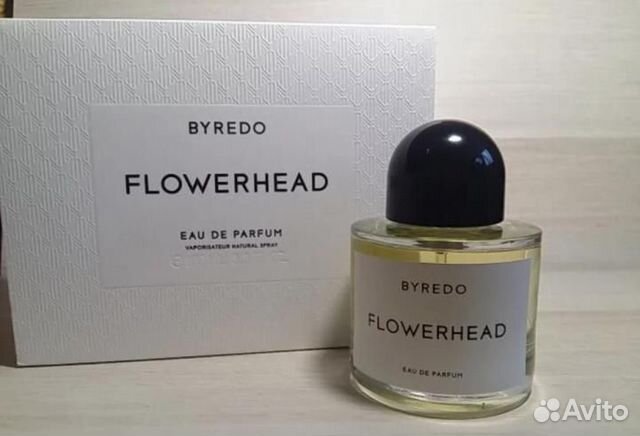 BYREDO
FLOWERHEAD
EAU DE PARFUM
VAPORISATEUR NATURAL SPRAY
BYREDO
FLOWERHEAD
EAU DE PARFUM
Avito